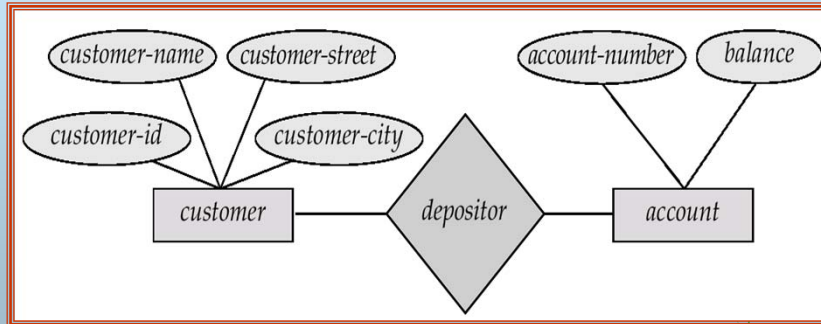 customer-name
customer-street
account-number
balance
customer-id
customer-city
customer
depositor
account